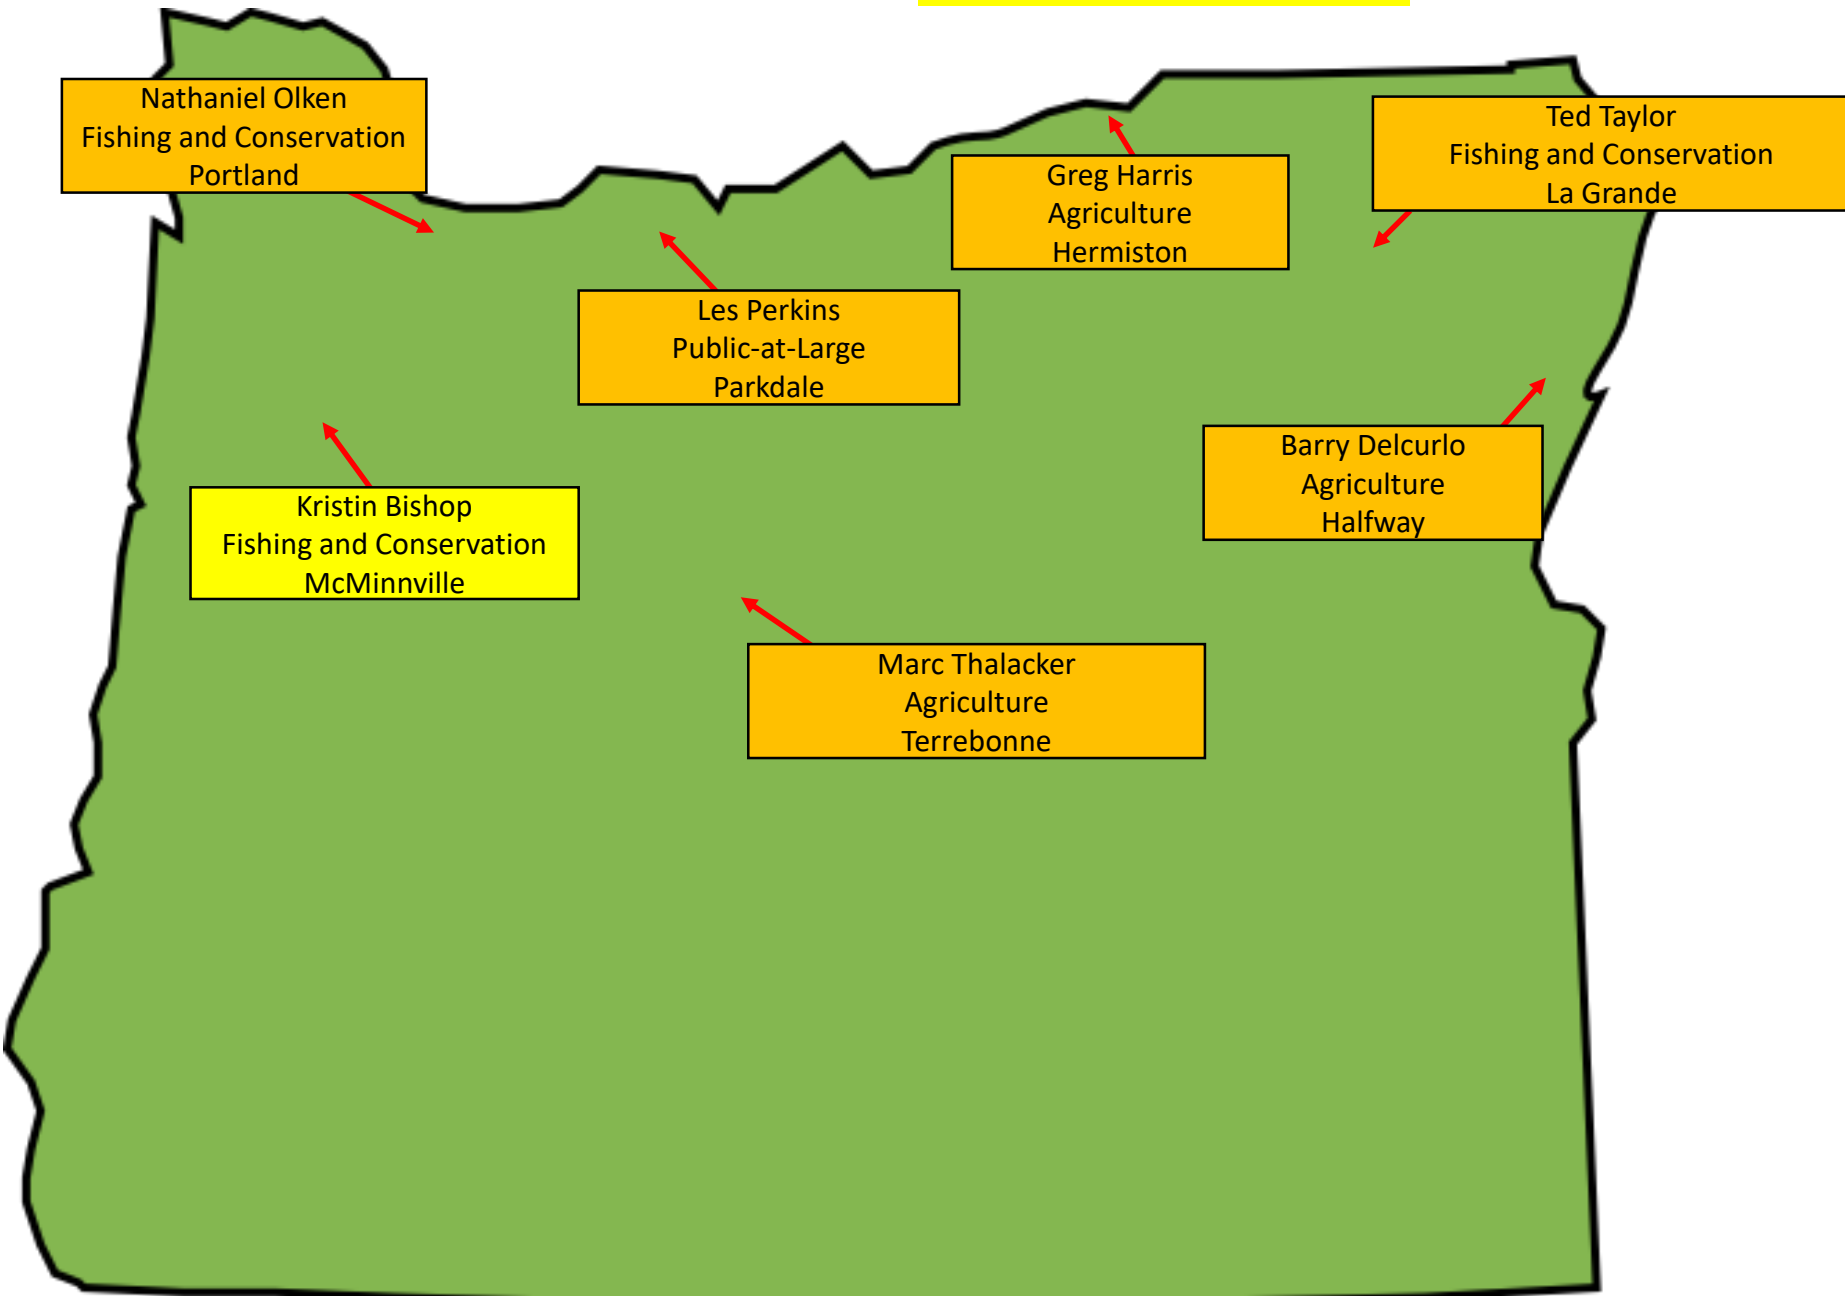 Nathaniel Olken
Fishing and Conservation
Portland
Ted Taylor
Fishing and Conservation
La Grande
Greg Harris
Agriculture
Hermiston
Les Perkins
Public-at-Large
Parkdale
Barry Delcurlo
Agriculture
Halfway
Kristin Bishop
Fishing and Conservation
McMinnville
Marc Thalacker
Agriculture
Terrebonne